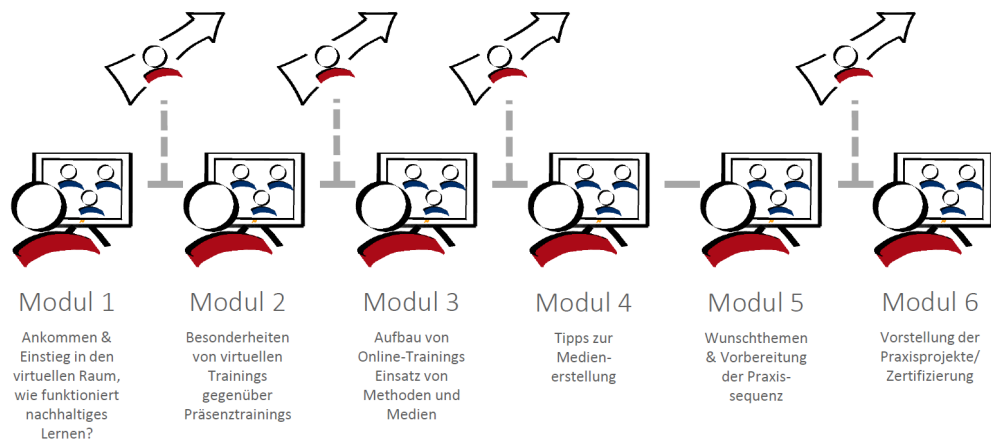 Modul 1
Ankommen &
Einstieg in den
virtuellen Raum,
wie funktioniert
nachhaltiges
Lernen?
Modul 2
Besonderheiten
von virtuellen
Trainings
gegenüber
Präsenztrainings
Modul 3
Aufbau von
Online-Trainings
Einsatz von
Methoden und
Medien
Modul 4
Tipps zur
Medien-
erstellung
Modul 5
Wunschthemen
& Vorbereitung
der Praxis-
sequenz
Modul 6
Vorstellung der
Praxisprojekte/
Zertifizierung